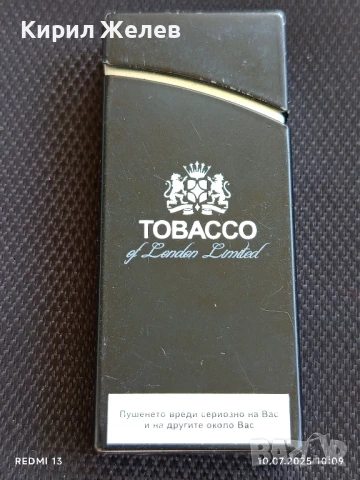 Кирил Желев
TOBACCO
of London Limited
Пушенето вреди сериозно на Вас
и на другите около Вас
REDMI 13
10.07.2025 10:09